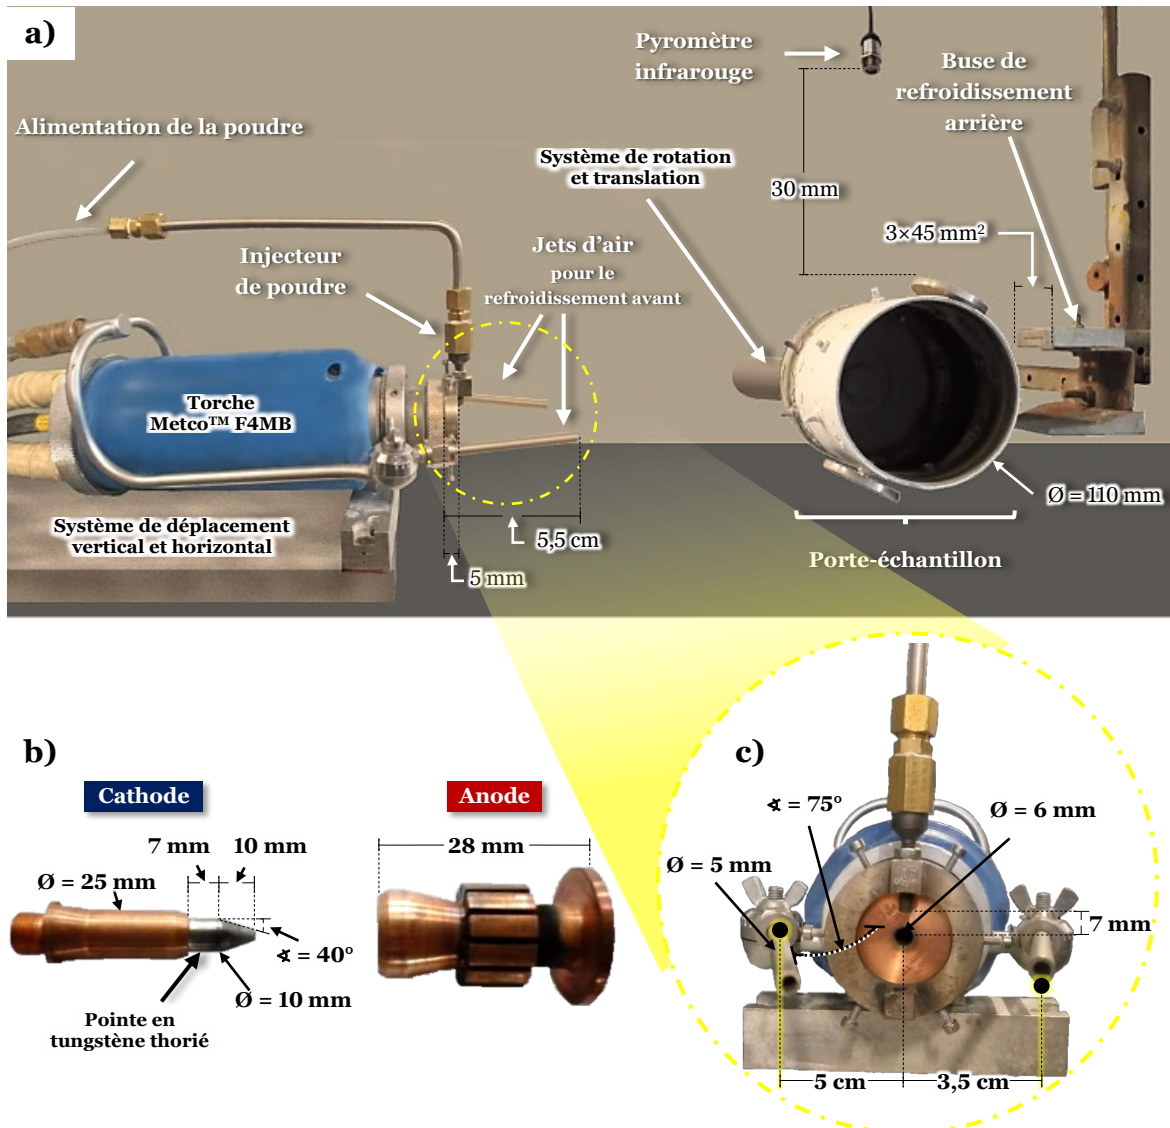 a)
Pyromètre
infrarouge
Buse de
refroidissement
arrière
Alimentation de la poudre
Système de rotation
et translation
30 mm
3×45 mm²
Injecteur
de poudre
Jets d'air
pour le
refroidissement avant
Torche
Metco™ F4MB
Ø = 110 mm
Système de déplacement
vertical et horizontal
5,5 cm
5 mm
Porte-échantillon
b)
Cathode
Anode
7 mm
10 mm
28 mm
Ø = 25 mm
∢ = 40°
Ø = 10 mm
Pointe en
tungstène thorié
c)
∢ = 75°
Ø = 6 mm
Ø = 5 mm
7 mm
5 cm
3,5 cm